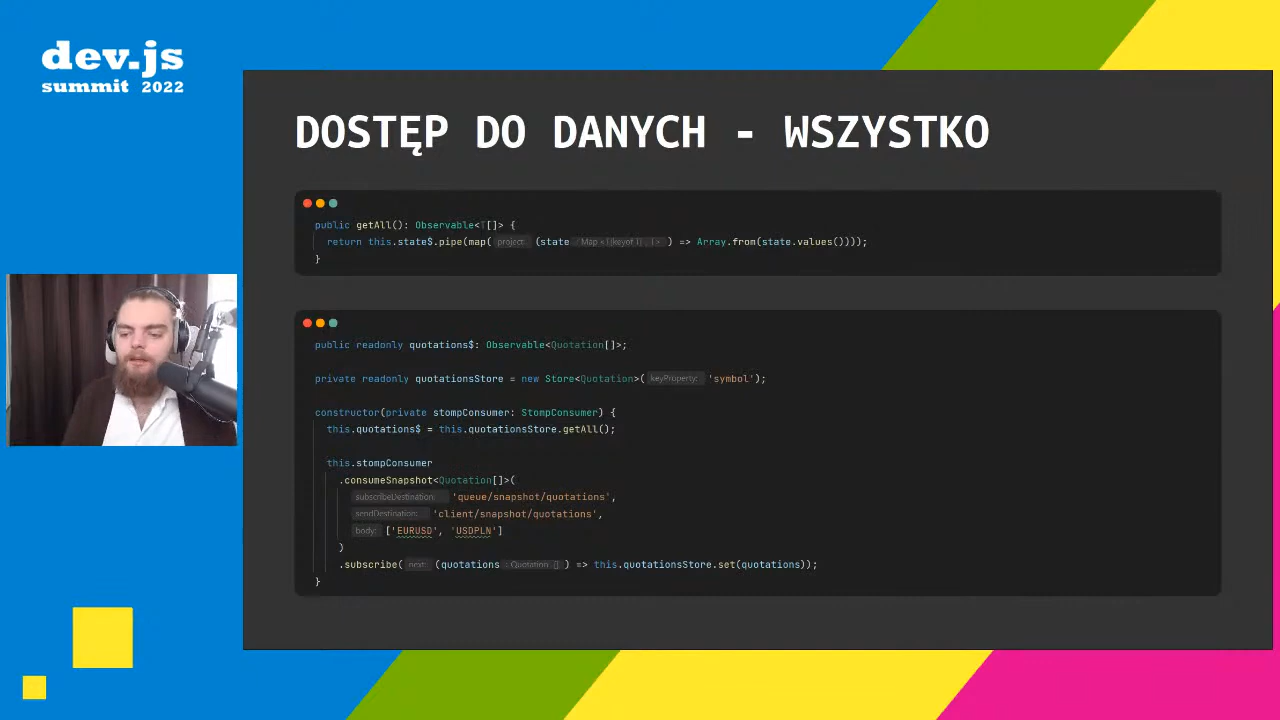 dev.js
summit 2022
DOSTĘP DO DANYCH - WSZYSTKO
public getAll(): Observable<T[]> {
return this.state$.pipe(map( project: (state : Map<T[keyof T], T> ) => Array.from(state.values())));
}
public readonly quotations$: Observable<Quotation[]>;
private readonly quotationsStore = new Store<Quotation>( keyProperty: 'symbol');
constructor(private stompConsumer: StompConsumer) {
this.quotations$ = this.quotationsStore.getAll();
this.stompConsumer
.consumeSnapshot<Quotation[]>(
subscribeDestination: 'queue/snapshot/quotations',
sendDestination: 'client/snapshot/quotations',
body: ['EURUSD', 'USDPLN']
)
.subscribe( next: (quotations : Quotation [] ) => this.quotationsStore.set(quotations));
}